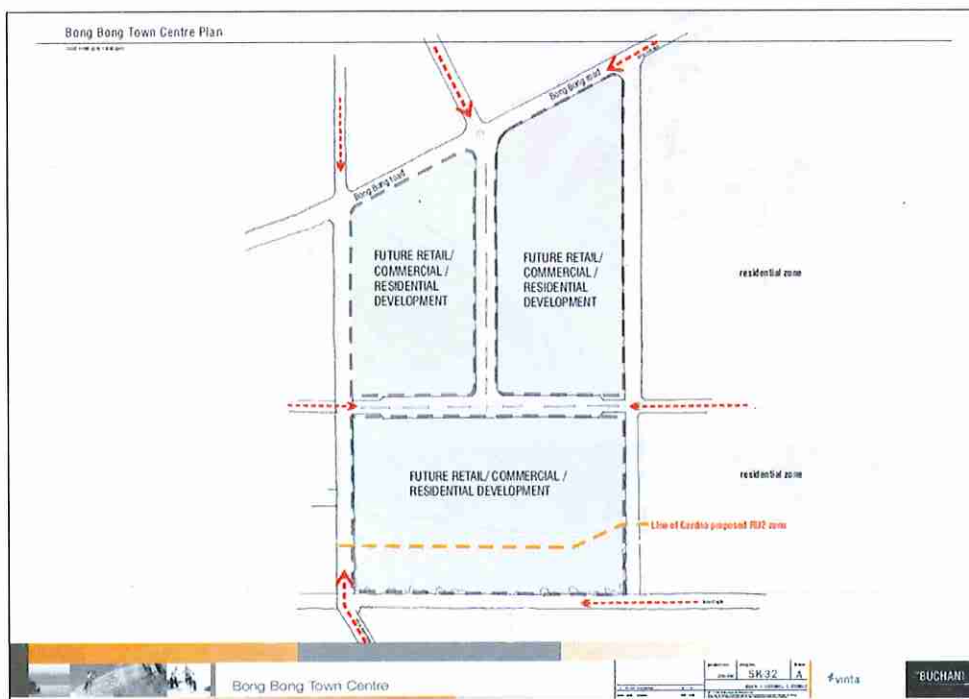 Bong Bong Town Centre Plan
Bong Bong road
Bong Bong road
FUTURE RETAIL/
COMMERCIAL /
RESIDENTIAL
DEVELOPMENT
FUTURE RETAIL/
COMMERCIAL /
RESIDENTIAL
DEVELOPMENT
residential zone
FUTURE RETAIL/ COMMERCIAL /
RESIDENTIAL DEVELOPMENT
residential zone
Line of Cardno proposed RU2 zone
Bong Bong Town Centre
SK-32
A
vinta
BUCHAN